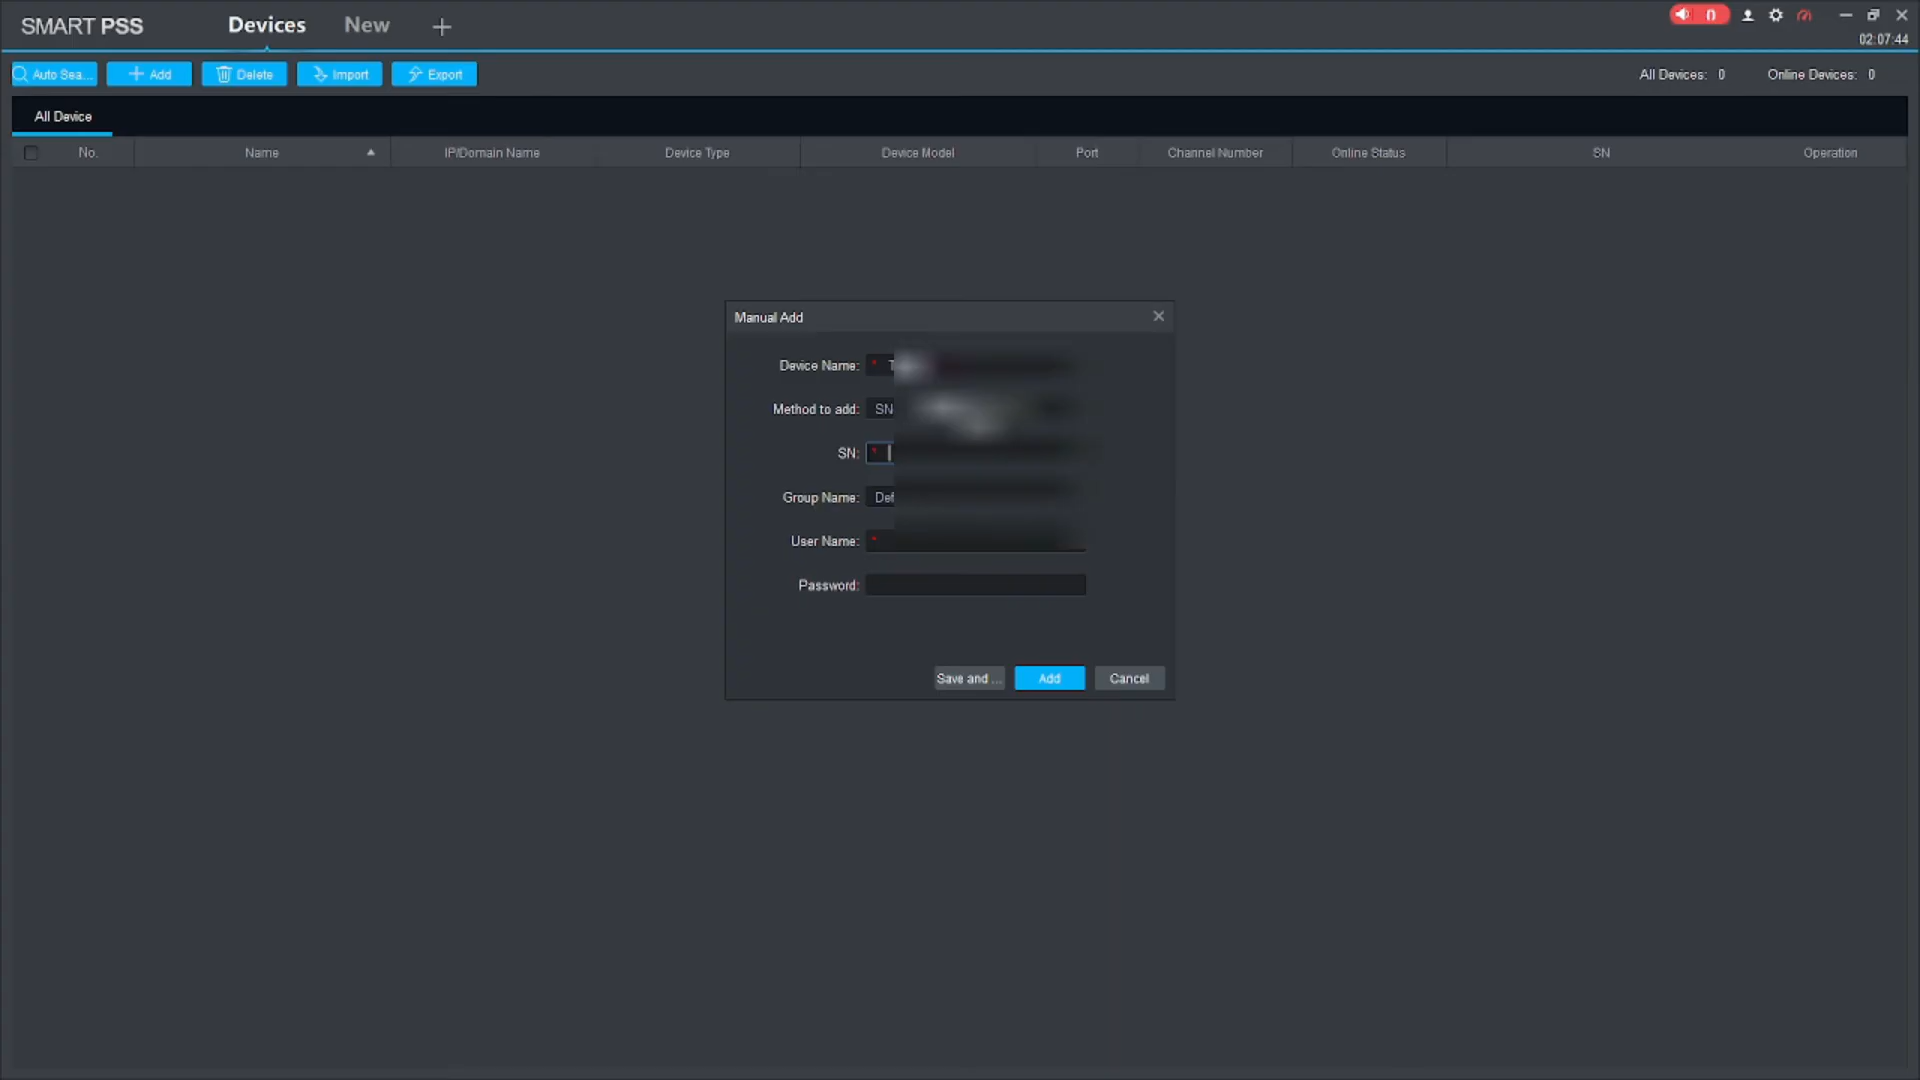 SMART PSS
Devices
New
0
02:07:44
Auto Sea...
Add
Delete
Import
Export
All Devices: 0
Online Devices: 0
All Device
No.
Name
IP/Domain Name
Device Type
Device Model
Port
Channel Number
Online Status
SN
Operation
Manual Add
Device Name: * T
Method to add: SN
SN: *
Group Name: Def
User Name: *
Password:
Save and ...
Add
Cancel